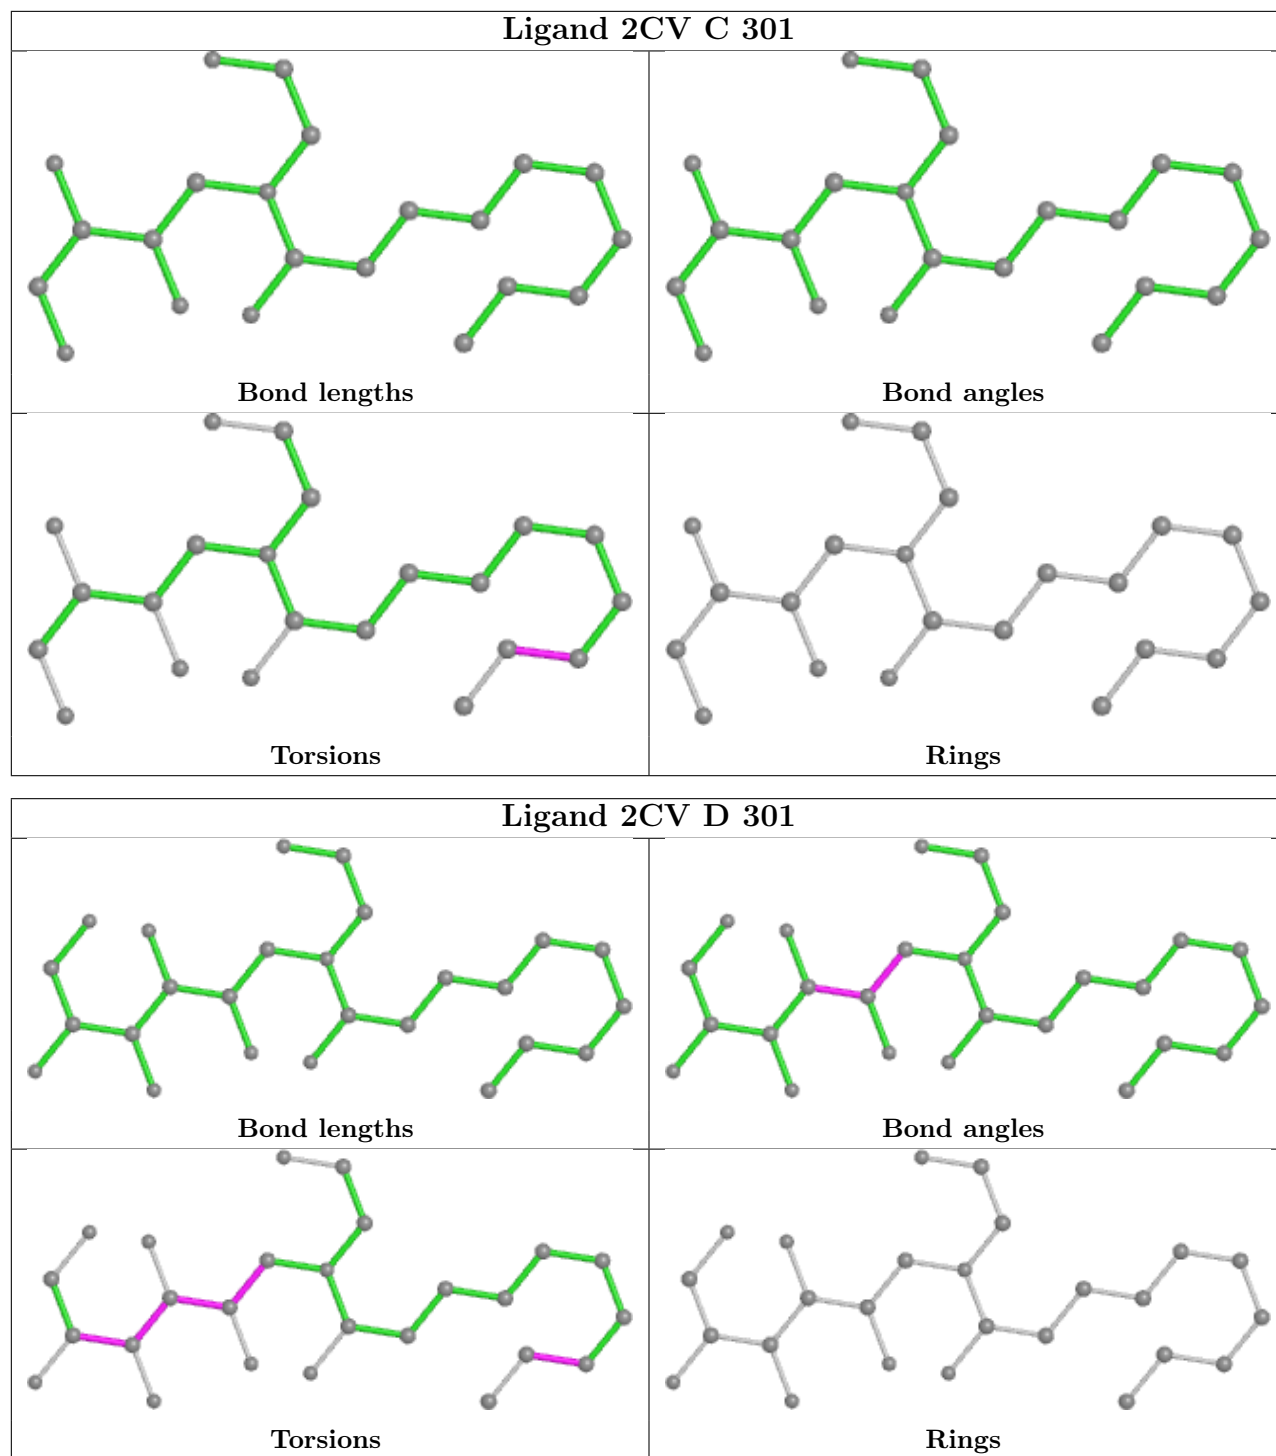 Ligand 2CV C 301
Bond lengths
Bond angles
Torsions
Rings
Ligand 2CV D 301
Bond lengths
Bond angles
Torsions
Rings